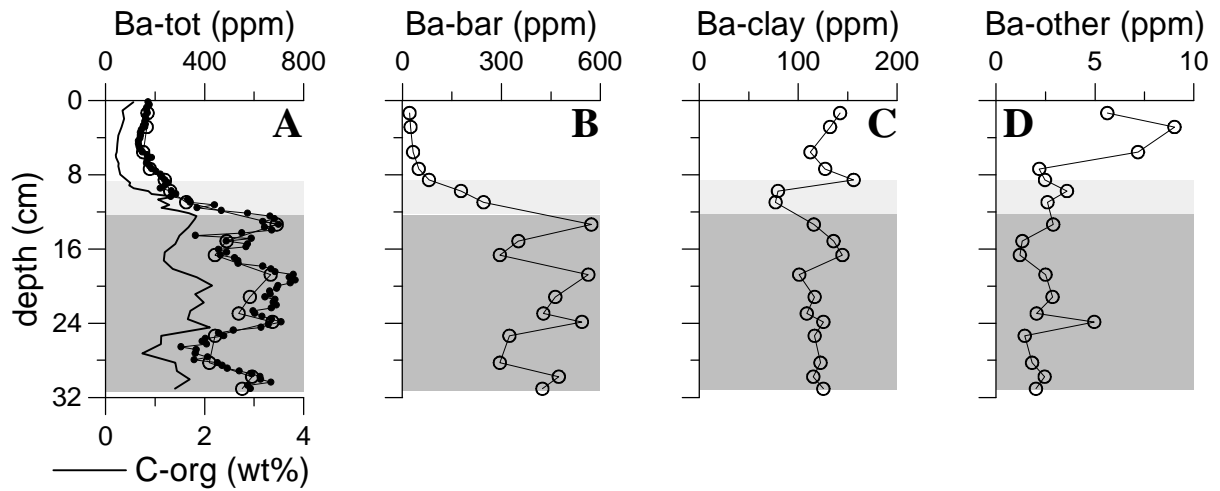 Ba-tot (ppm) Ba-bar (ppm) Ba-clay (ppm) Ba-other (ppm)
0 400 800 0 300 600 0 100 200 0 5 10
0 A B C D
8
16
24
32
depth (cm)
0 2 4
C-org (wt%)